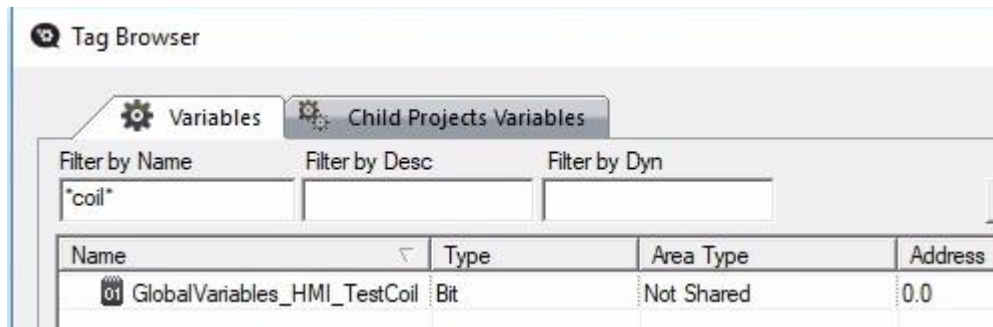 Tag Browser
Variables Child Projects Variables
Filter by Name Filter by Desc Filter by Dyn
*coil*
Name Type Area Type Address
GlobalVariables_HMI_TestCoil Bit Not Shared 0.0